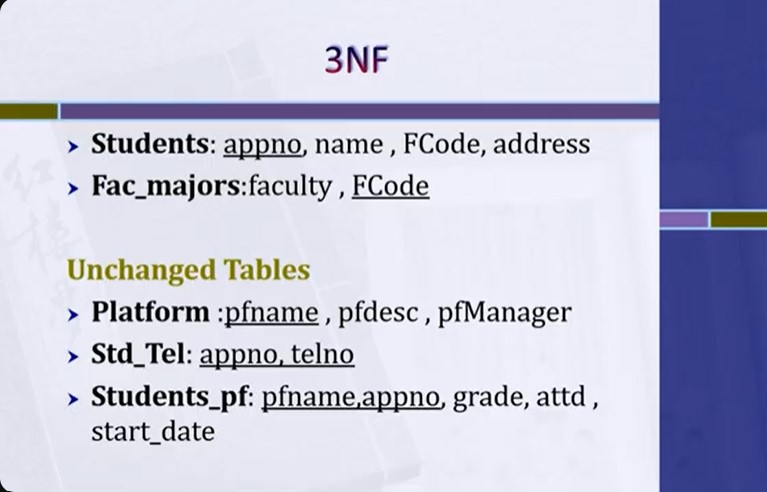 3NF
➤ Students: appno, name , FCode, address
➤ Fac_majors:faculty , FCode
Unchanged Tables
➤ Platform :pfname , pfdesc , pfManager
➤ Std_Tel: appno, telno
➤ Students_pf: pfname,appno, grade, attd ,
start_date